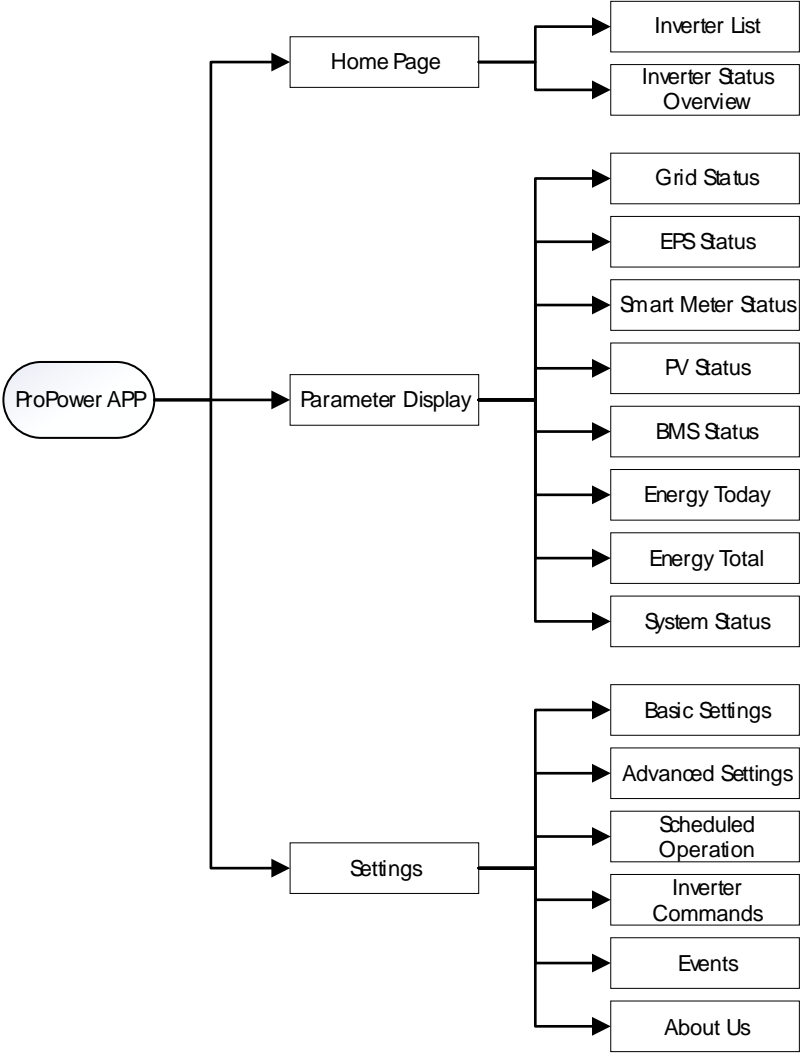 ProPower APP
Home Page
Inverter List
Inverter Status
Overview
Parameter Display
Grid Status
EPS Status
Smart Meter Status
PV Status
BMS Status
Energy Today
Energy Total
System Status
Settings
Basic Settings
Advanced Settings
Scheduled
Operation
Inverter
Commands
Events
About Us